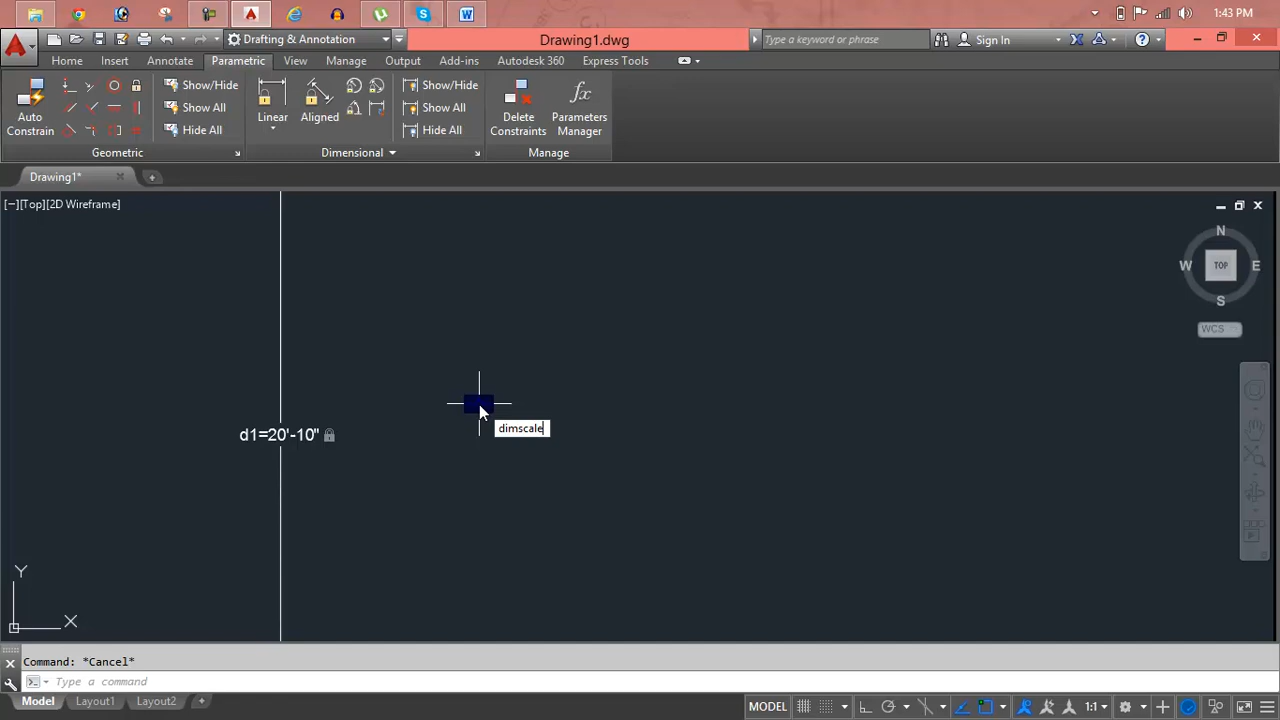 1:43 PM
Drafting & Annotation
Drawing1.dwg
Type a keyword or phrase
Sign In
Home
Insert
Annotate
Parametric
View
Manage
Output
Add-ins
Autodesk 360
Express Tools
Auto
Constrain
Show/Hide
Show All
Hide All
Geometric
Linear
Aligned
Show/Hide
Show All
Hide All
Dimensional
Delete
Constraints
fx
Parameters
Manager
Manage
Drawing1*
[−][Top][2D Wireframe]
N
W
TOP
E
S
WCS
dimscale
d1=20'-10"
Y
X
Command: *Cancel*
Type a command
Model
Layout1
Layout2
MODEL
1:1